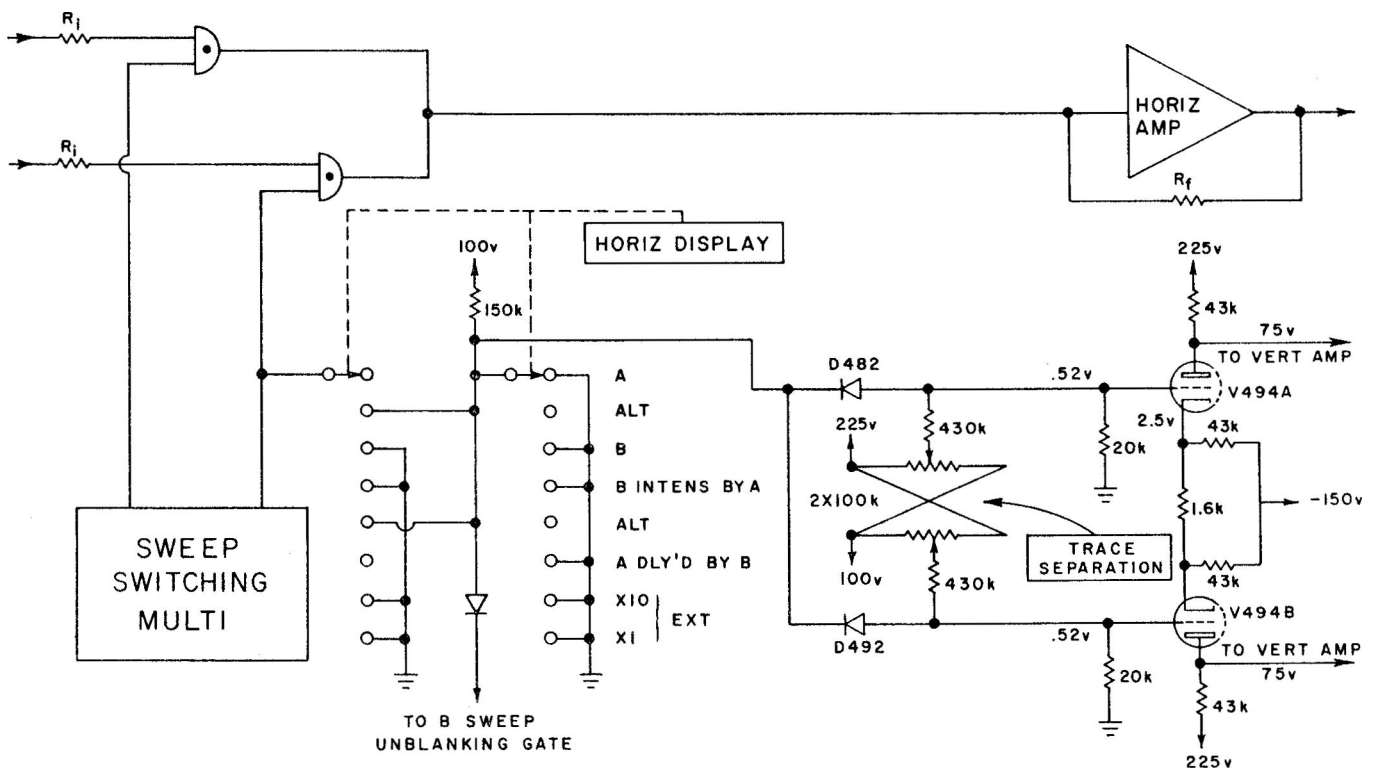 Ri
Ri
HORIZ
AMP
Rf
HORIZ DISPLAY
100v
150k
225v
43k
75v
TO VERT AMP
V494A
D482
.52v
2.5v
A
ALT
B
B INTENS BY A
ALT
A DLY'D BY B
X10
X1
EXT
225v
430k
20k
43k
2X100k
1.6k
-150v
TRACE
SEPARATION
100v
430k
43k
SWEEP
SWITCHING
MULTI
D492
.52v
V494B
TO VERT AMP
75v
20k
43k
225v
TO B SWEEP
UNBLANKING GATE